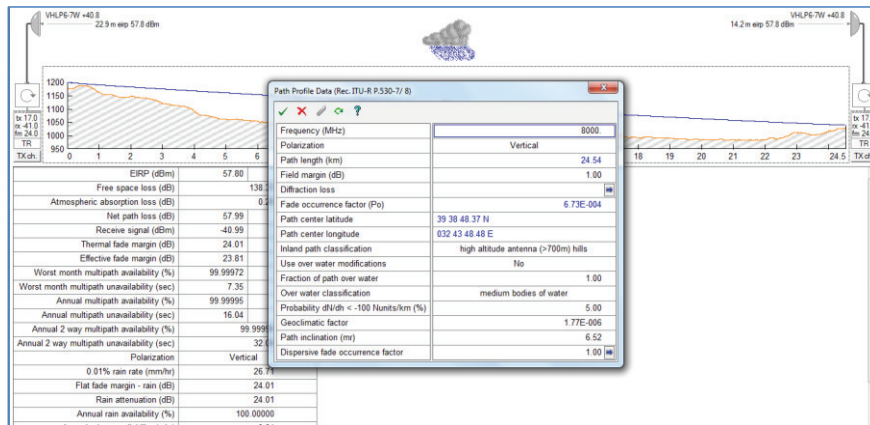 VHLP6-7W +40.8
22.9 m eirp 57.8 dBm
VHLP6-7W +40.8
14.2 m eirp 57.8 dBm
1200
1150
1100
1050
1000
950
tx 17.0
rx -41.0
fm 24.0
TR
TX ch.
0 1 2 3 4 5 6
18 19 20 21 22 23 24.5
TR
TX ch.
Path Profile Data (Rec. ITU-R P.530-7/ 8)
Frequency (MHz) 8000.
Polarization Vertical
Path length (km) 24.54
Field margin (dB) 1.00
Diffraction loss
Fade occurrence factor (Po) 6.73E-004
Path center latitude 39 38 48.37 N
Path center longitude 032 43 48.48 E
Inland path classification high altitude antenna (>700m) hills
Use over water modifications No
Fraction of path over water 1.00
Over water classification medium bodies of water
Probability dN/dh < -100 Nunits/km (%) 5.00
Geoclimatic factor 1.77E-006
Path inclination (mr) 6.52
Dispersive fade occurrence factor 1.00
EIRP (dBm) 57.80
Free space loss (dB) 138.
Atmospheric absorption loss (dB) 0.2
Net path loss (dB) 57.99
Receive signal (dBm) -40.99
Thermal fade margin (dB) 24.01
Effective fade margin (dB) 23.81
Worst month multipath availability (%) 99.99972
Worst month multipath unavailability (sec) 7.35
Annual multipath availability (%) 99.99995
Annual multipath unavailability (sec) 16.04
Annual 2 way multipath availability (%) 99.9999
Annual 2 way multipath unavailability (sec) 32.0
Polarization Vertical
0.01% rain rate (mm/hr) 26.71
Flat fade margin - rain (dB) 24.01
Rain attenuation (dB) 24.01
Annual rain availability (%) 100.00000